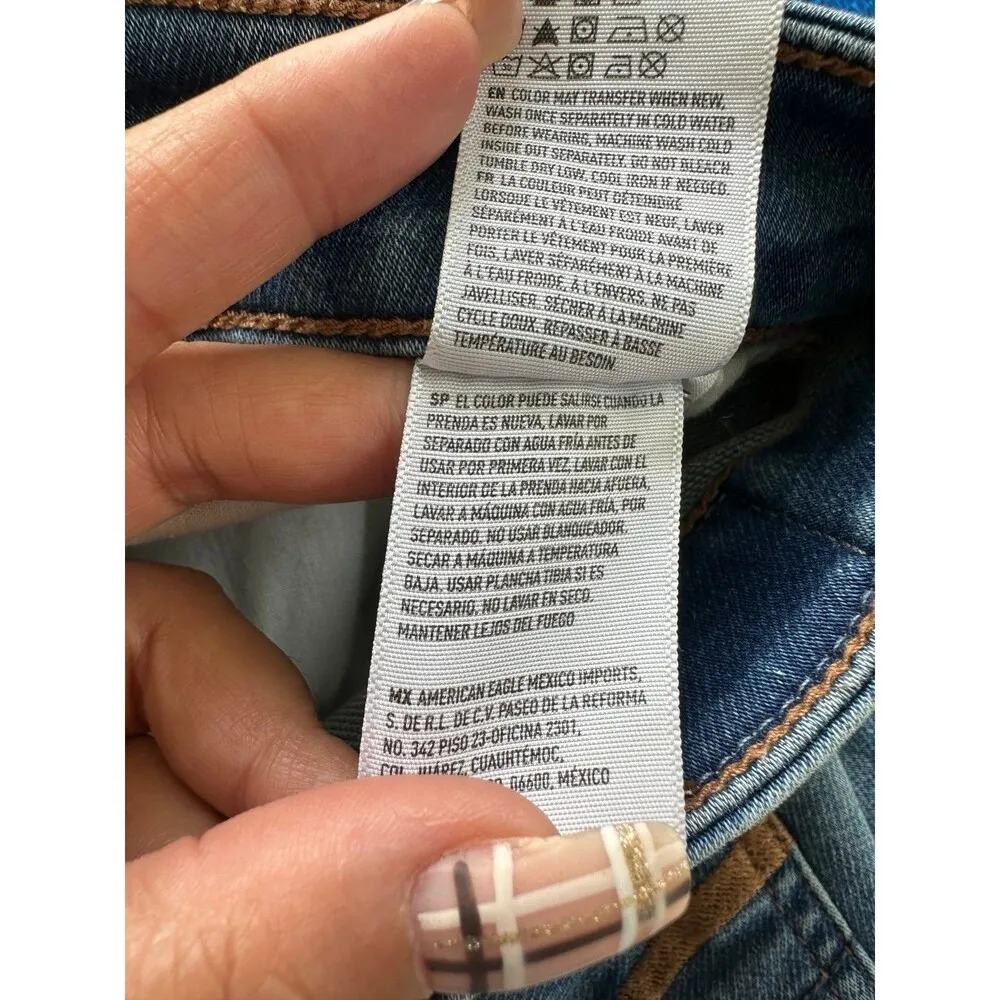 EN COLOR MAY TRANSFER WHEN NEW,
WASH ONCE SEPARATELY IN COLD WATER
BEFORE WEARING, MACHINE WASH COLD
INSIDE OUT SEPARATELY. DO NOT BLEACH.
TUMBLE DRY LOW. COOL IRON IF NEEDED
FR LA COULEUR PEUT DÉTEINDRE
LORSQUE LE VÊTEMENT EST NEUF, LAVER
SÉPARÉMENT À L'EAU FROIDE AVANT DE
PORTER LE VÊTEMENT POUR LA PREMIÈRE
FOIS, LAVER SÉPARÉMENT À LA MACHINE
À L'EAU FROIDE, À L'ENVERS. NE PAS
JAVELLISER. SÉCHER À LA MACHINE
CYCLE DOUX. REPASSER À BASSE
TEMPÉRATURE AU BESOIN.
SP EL COLOR PUEDE SALIRSE CUANDO LA
PRENDA ES NUEVA, LAVAR POR
SEPARADO CON AGUA FRÍA ANTES DE
USAR POR PRIMERA VEZ, LAVAR CON EL
INTERIOR DE LA PRENDA HACIA AFUERA,
LAVAR A MÁQUINA CON AGUA FRÍA, POR
SEPARADO. NO USAR BLANQUEADOR.
SECAR A MÁQUINA A TEMPERATURA
BAJA. USAR PLANCHA TIBIA SI ES
NECESARIO. NO LAVAR EN SECO
MANTENER LEJOS DEL FUEGO
MX AMERICAN EAGLE MEXICO IMPORTS,
S. DE R.L. DE C.V. PASEO DE LA REFORMA
NO. 342 PISO 23-OFICINA 2301,
COL. JUÁREZ, CUAUHTÉMOC,
06600, MÉXICO